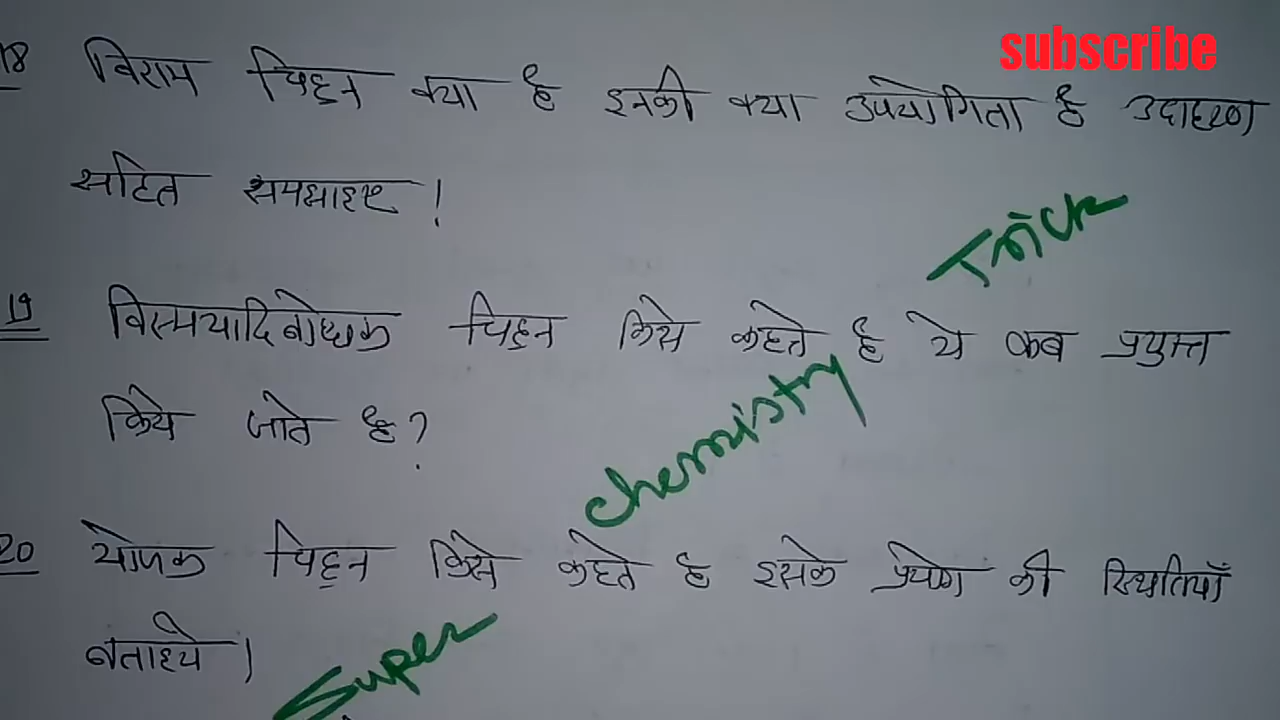 subscribe
18 विराम चिह्न क्या है इनकी क्या उपयोगिता है उदाहरण
सहित समझाइए !
Trick
19 विस्मयादिबोधक चिह्न किसे कहते है ये कब प्रयुक्त
किये जाते है?
chemistry
20 योजक चिह्न किसे कहते है इसके प्रयोग की स्थितियाँ
बताइये।
Super